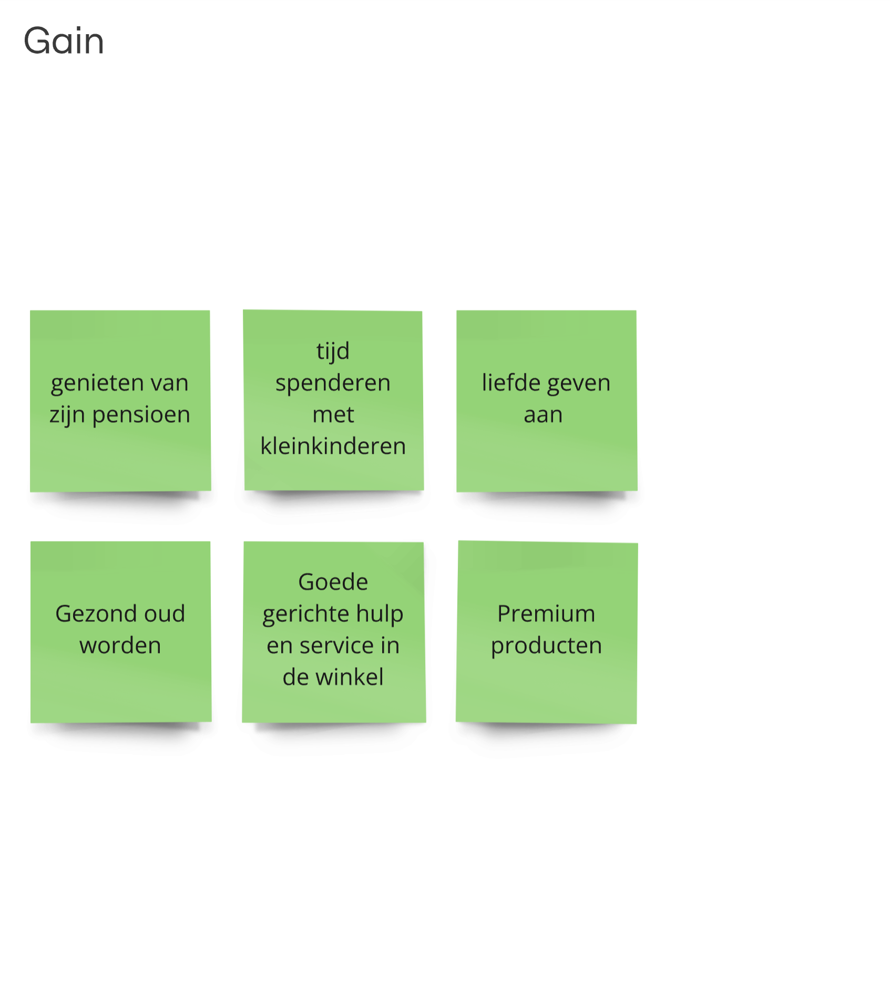 Gain
genieten van
zijn pensioen
tijd
spenderen
met
kleinkinderen
liefde geven
aan
Gezond oud
worden
Goede
gerichte hulp
en service in
de winkel
Premium
producten